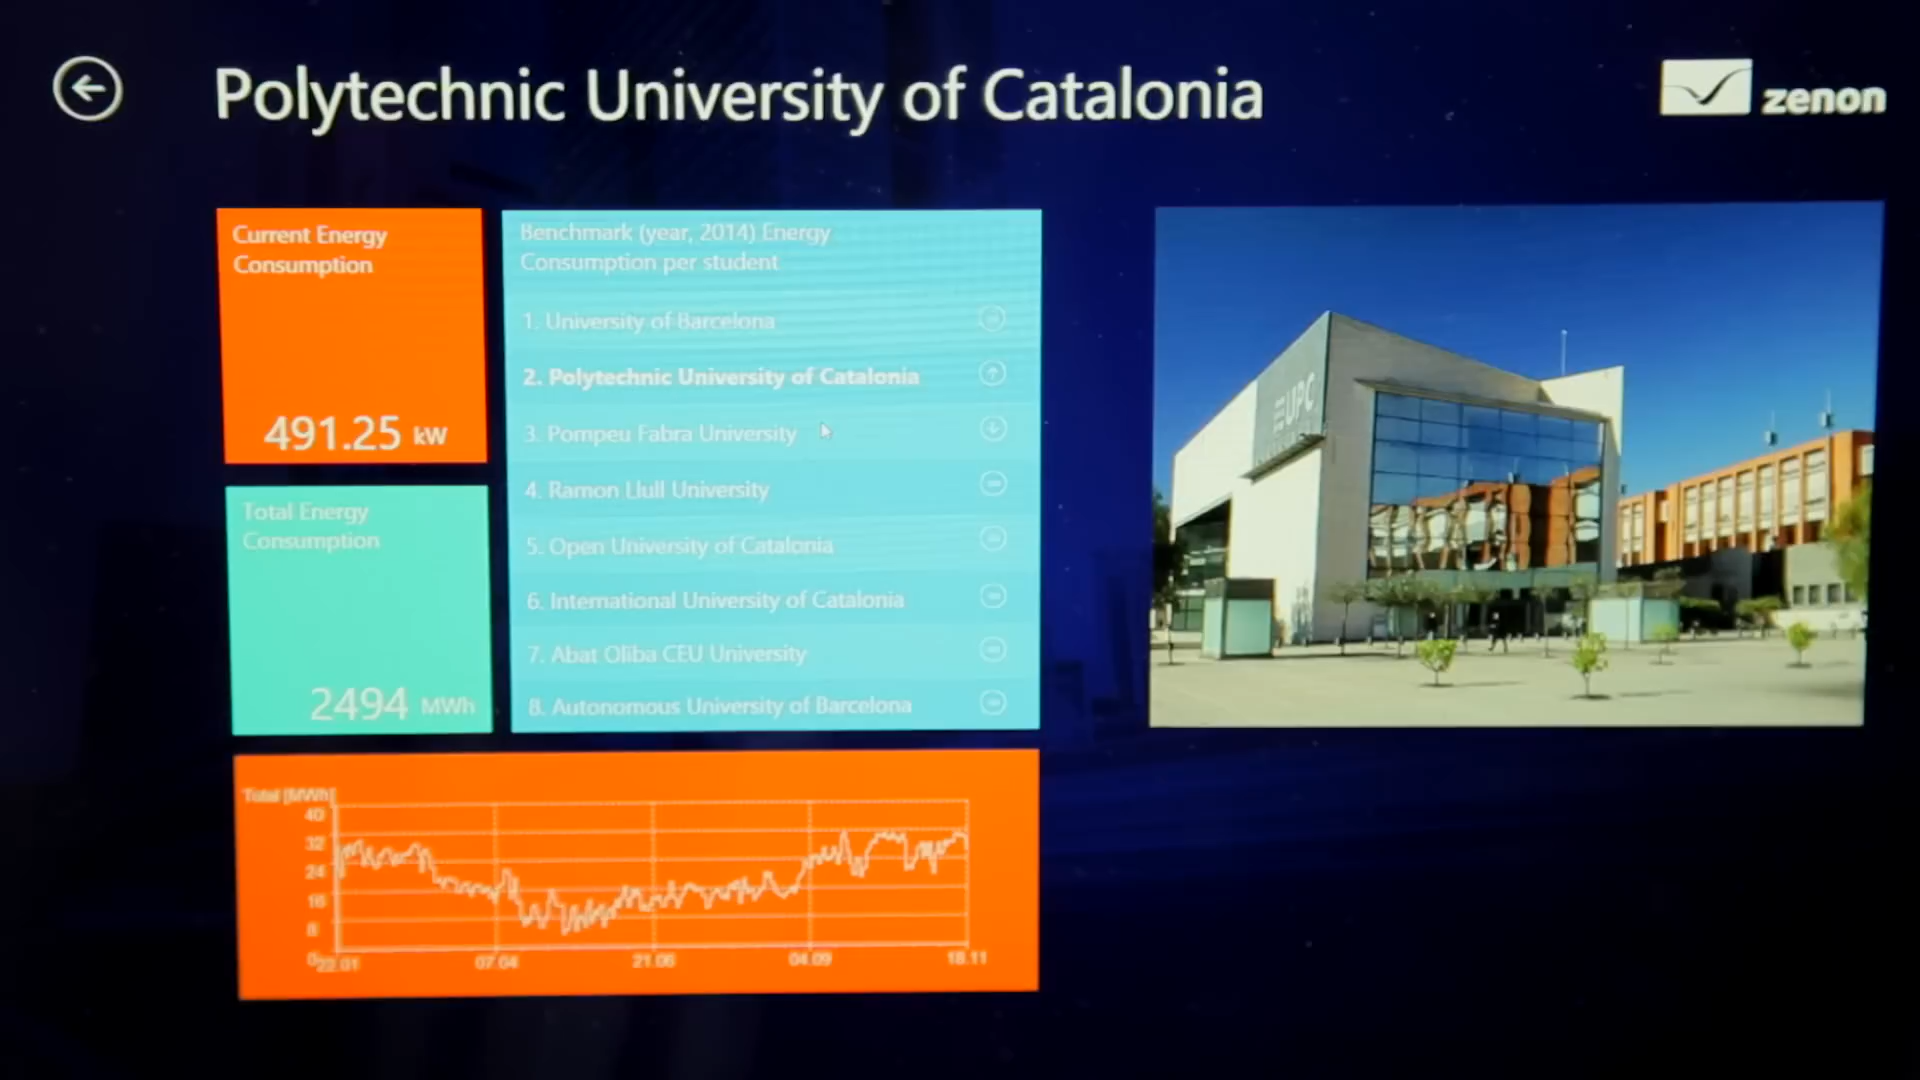 Polytechnic University of Catalonia
zenon
Current Energy
Consumption
491.25 kW
Total Energy
Consumption
2494 MWh
Benchmark (year, 2014) Energy
Consumption per student
1. University of Barcelona
2. Polytechnic University of Catalonia
3. Pompeu Fabra University
4. Ramon Llull University
5. Open University of Catalonia
6. International University of Catalonia
7. Abat Oliba CEU University
8. Autonomous University of Barcelona
UPC
Total [MWh]
40
32
24
16
8
0
22.01 07.04 21.06 04.09 18.11